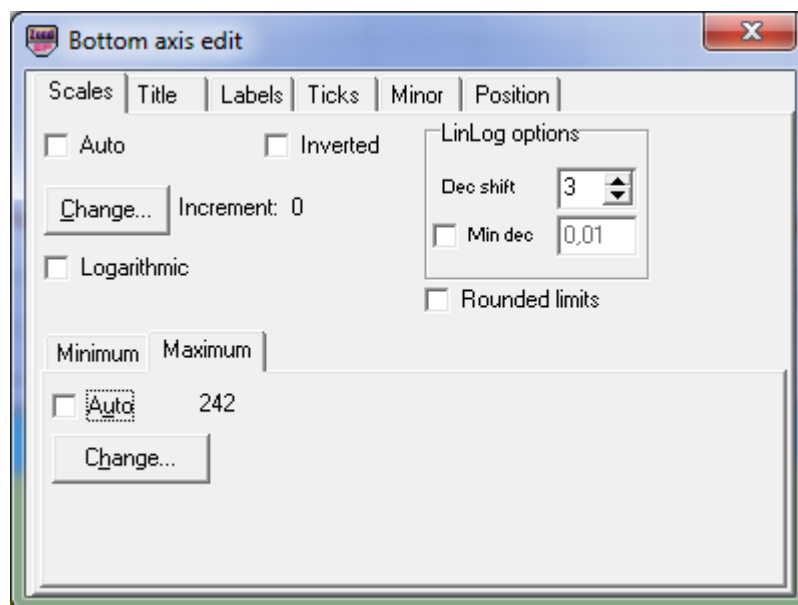 Bottom axis edit
Scales Title Labels Ticks Minor Position
Auto Inverted LinLog options
Dec shift 3
Change... Increment: 0
Min dec 0,01
Logarithmic
Rounded limits
Minimum Maximum
Auto 242
Change...